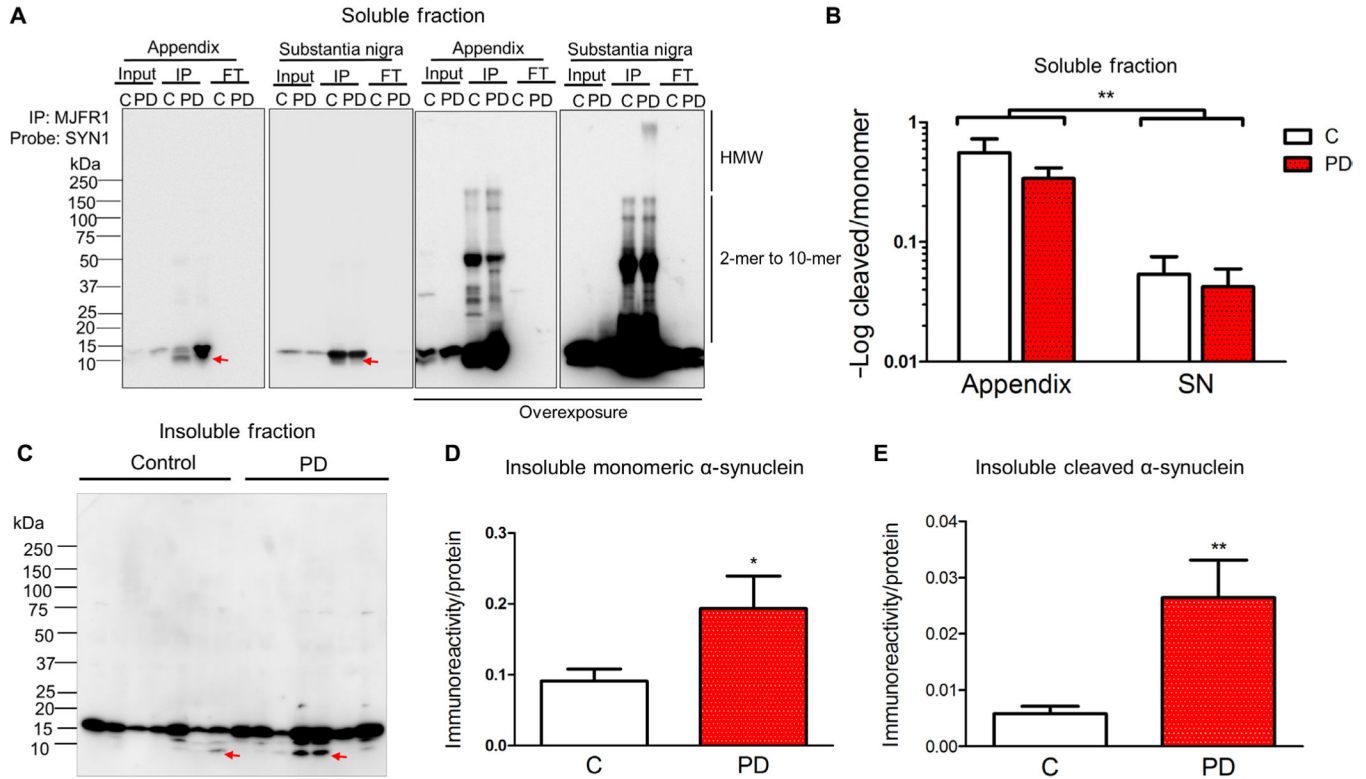 A
Soluble fraction
Appendix Substantia nigra Appendix Substantia nigra
Input IP FT Input IP FT Input IP FT Input IP FT
C PD C PD C PD C PD C PD C PD C PD C PD C PD C PD C PD C PD
IP: MJFR1
Probe: SYN1
kDa
250
150
100
75
50
37
25
20
15
10
HMW
2-mer to 10-mer
Overexposure
B
Soluble fraction
**
–Log cleaved/monomer
1
0.1
0.01
Appendix SN
C
PD
C
Insoluble fraction
Control PD
kDa
250
150
100
75
50
37
25
20
15
10
D
Insoluble monomeric α-synuclein
Immunoreactivity/protein
0.3
0.2
0.1
0.0
*
C PD
E
Insoluble cleaved α-synuclein
Immunoreactivity/protein
0.04
0.03
0.02
0.01
0.00
**
C PD